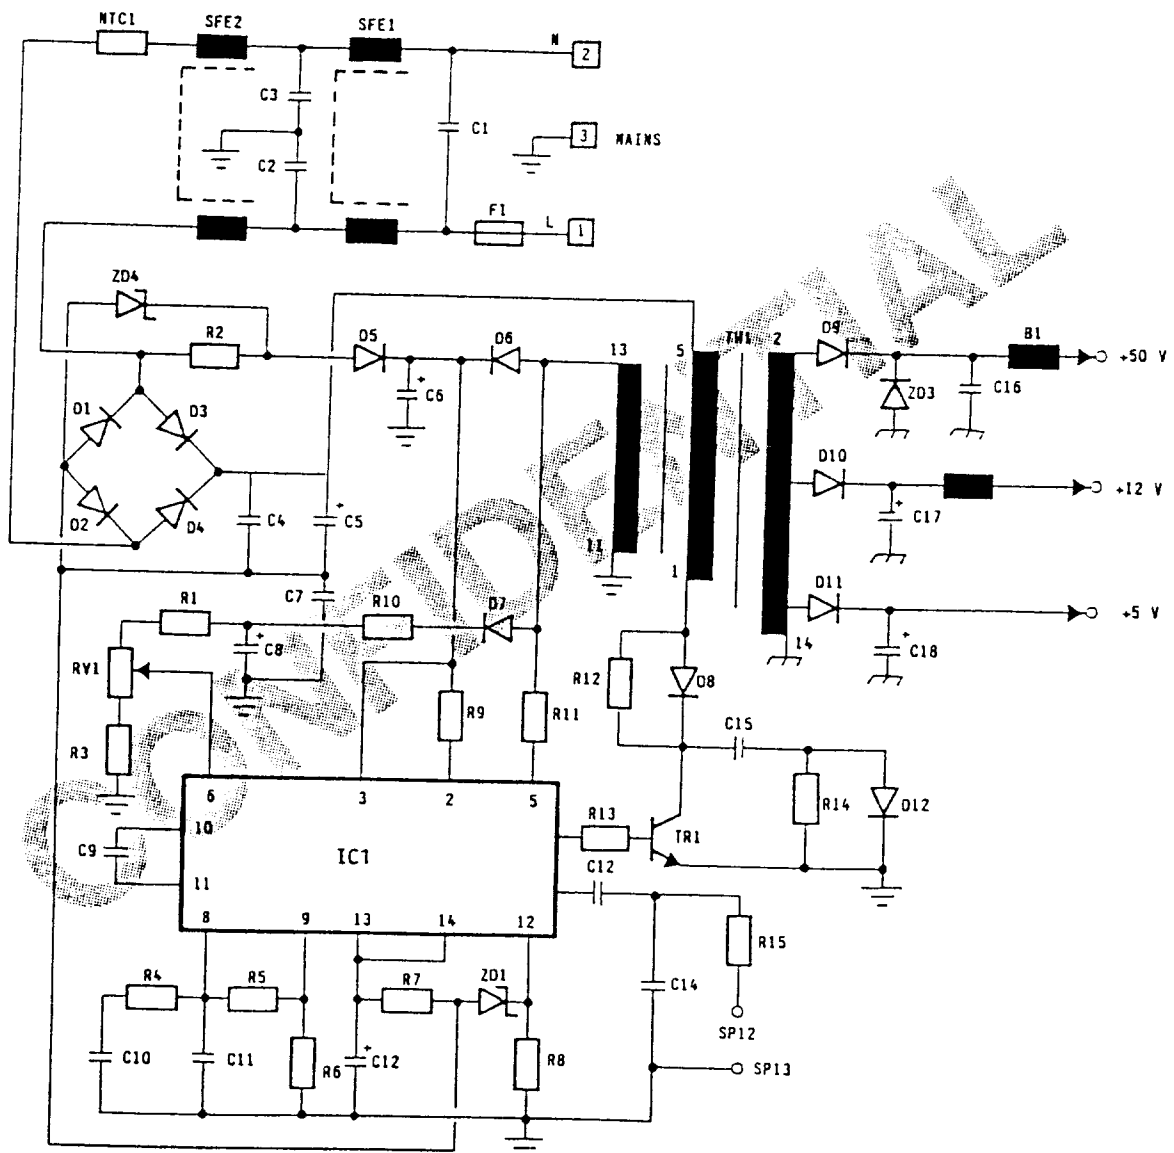 NTC1
SFE2
SFE1
N
2
C3
C1
3
MAINS
C2
F1
L
1
ZD4
R2
D5
D6
13
5
TW1
2
D9
B1
+50 V
C6
ZD3
C16
D1
D3
D10
+12 V
D2
D4
C4
C5
11
C17
1
C7
D11
R1
R10
D7
+5 V
C8
14
C18
RV1
R12
D8
R9
R11
C15
R3
6
3
2
5
R14
D12
10
R13
C9
IC1
TR1
11
C12
8
9
13
14
12
R15
R4
R5
R7
ZD1
C14
SP12
C10
C11
R6
C12
R8
SP13
CONFIDENTIAL